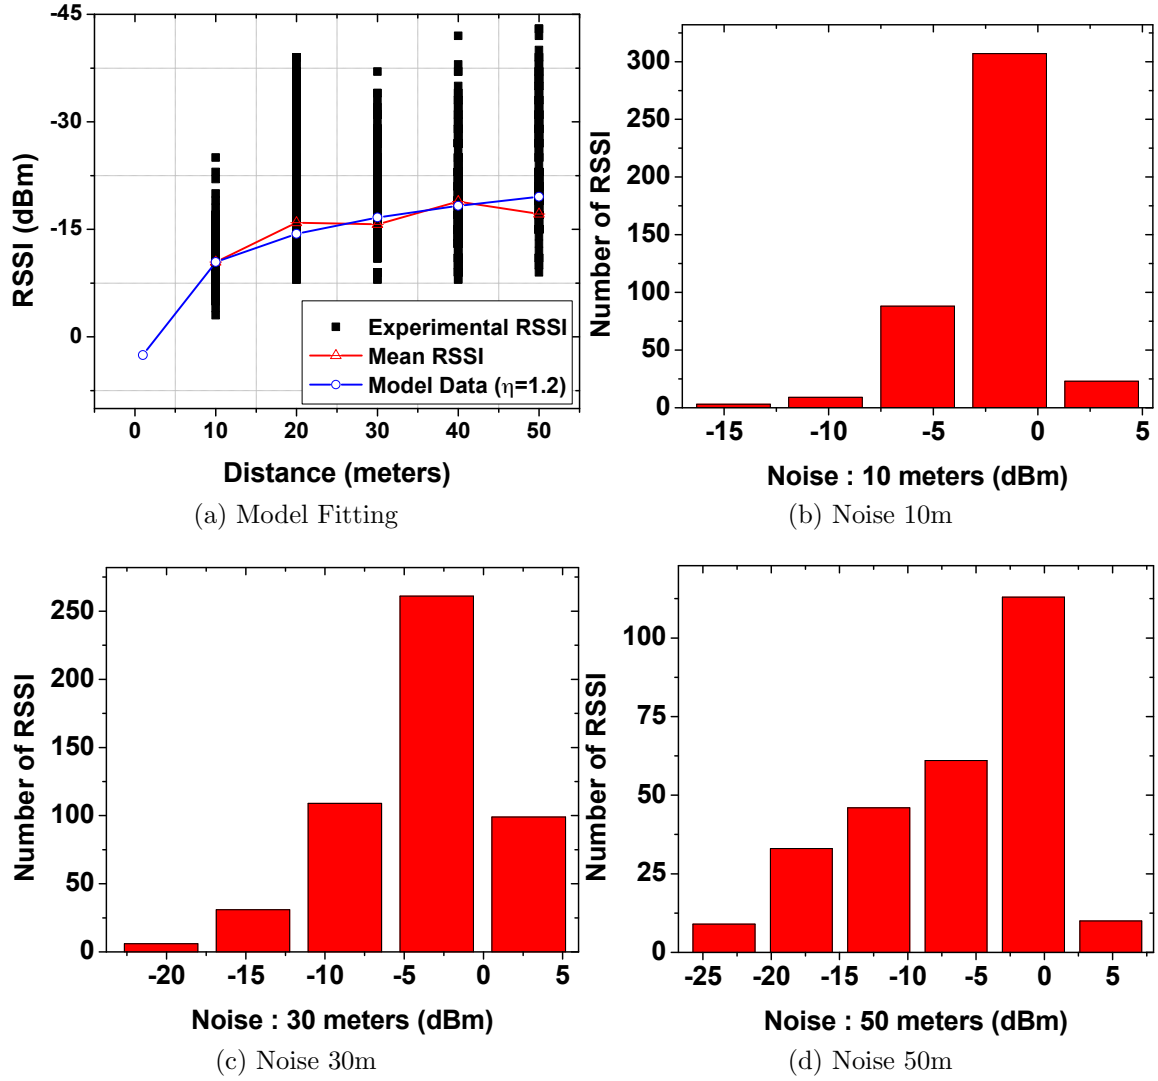 -45
-30
-15
0
RSSI (dBm)
Experimental RSSI
Mean RSSI
Model Data (η=1.2)
0 10 20 30 40 50
Distance (meters)
(a) Model Fitting
300
250
200
150
100
50
0
Number of RSSI
-15 -10 -5 0 5
Noise : 10 meters (dBm)
(b) Noise 10m
250
200
150
100
50
0
Number of RSSI
-20 -15 -10 -5 0 5
Noise : 30 meters (dBm)
(c) Noise 30m
100
75
50
25
0
Number of RSSI
-25 -20 -15 -10 -5 0 5
Noise : 50 meters (dBm)
(d) Noise 50m